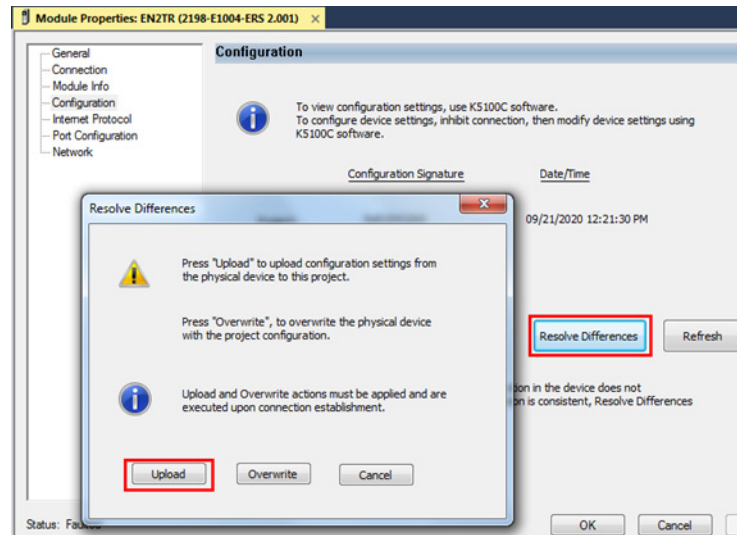 Module Properties: EN2TR (2198-E1004-ERS 2.001)
General
Connection
Module Info
Configuration
Internet Protocol
Port Configuration
Network
Configuration
To view configuration settings, use K5100C software.
To configure device settings, inhibit connection, then modify device settings using
K5100C software.
Configuration Signature
Date/Time
09/21/2020 12:21:30 PM
Resolve Differences
Refresh
ion in the device does not
on is consistent, Resolve Differences
Resolve Differences
Press "Upload" to upload configuration settings from
the physical device to this project.
Press "Overwrite", to overwrite the physical device
with the project configuration.
Upload and Overwrite actions must be applied and are
executed upon connection establishment.
Upload
Overwrite
Cancel
Status:
OK
Cancel